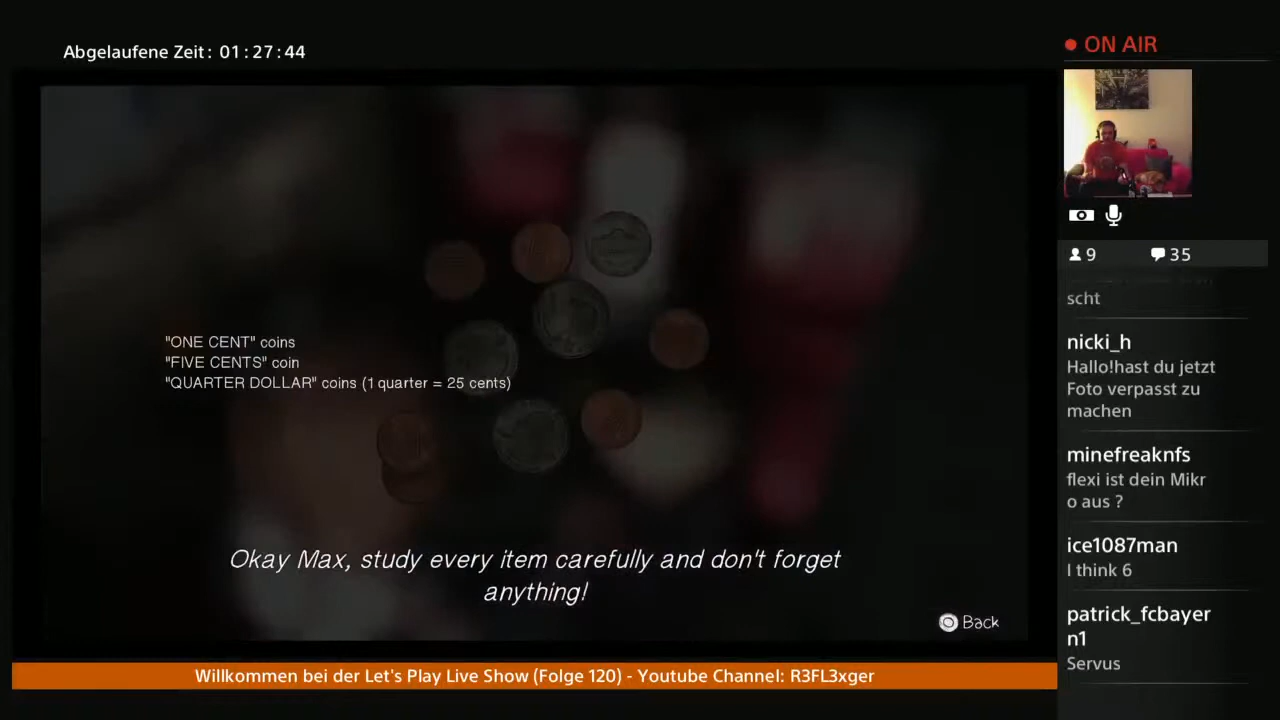 Abgelaufene Zeit: 01:27:44
"ONE CENT" coins
"FIVE CENTS" coin
"QUARTER DOLLAR" coins (1 quarter = 25 cents)
Okay Max, study every item carefully and don't forget
anything!
Back
Willkommen bei der Let's Play Live Show (Folge 120) - Youtube Channel: R3FL3xger
ON AIR
9
35
scht
nicki_h
Hallo!hast du jetzt
Foto verpasst zu
machen
minefreaknfs
flexi ist dein Mikr
o aus ?
ice1087man
I think 6
patrick_fcbayer
n1
Servus